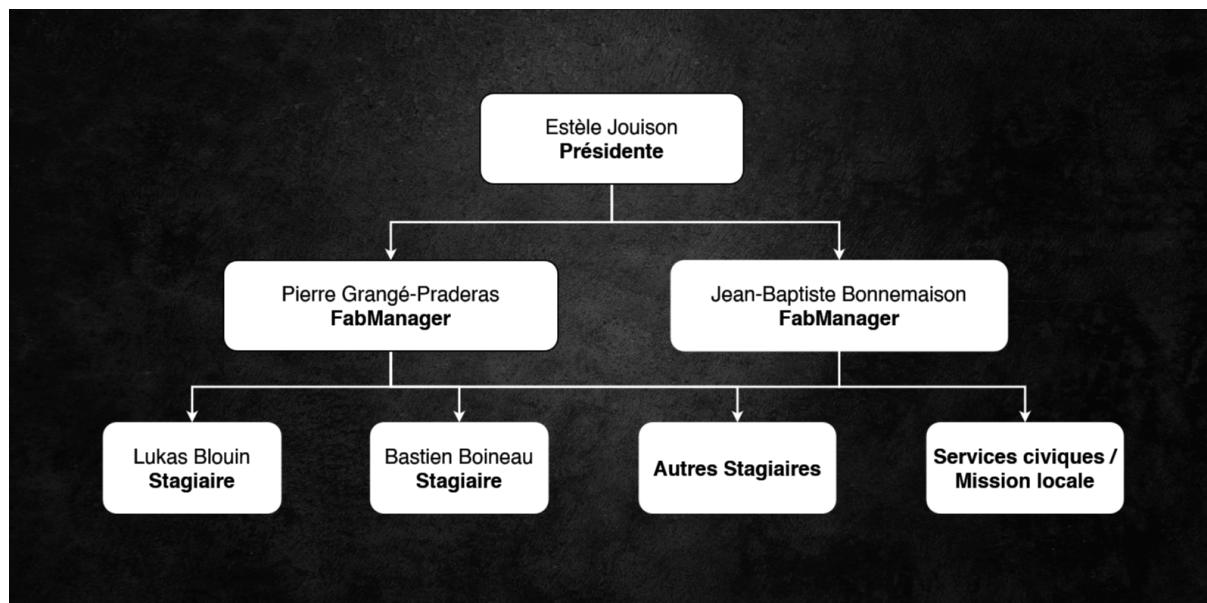 Estèle Jouison
Présidente
Pierre Grangé-Praderas
FabManager
Jean-Baptiste Bonnemaison
FabManager
Lukas Blouin
Stagiaire
Bastien Boineau
Stagiaire
Autres Stagiaires
Services civiques /
Mission locale